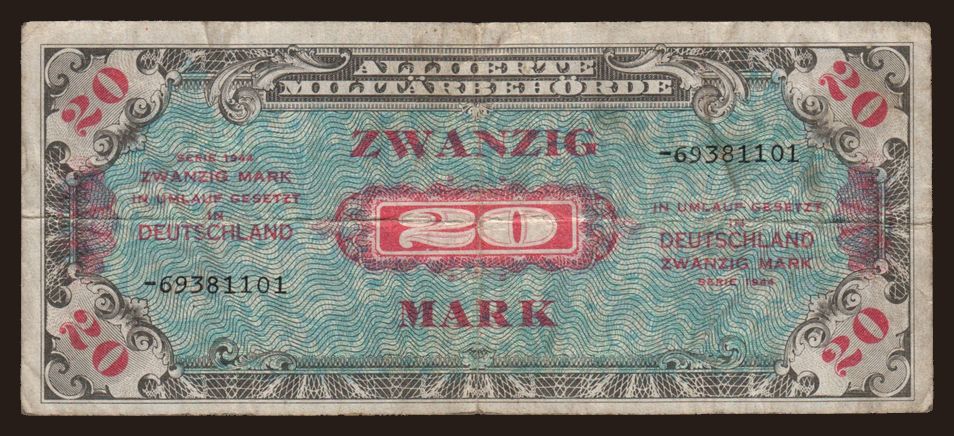 20
ALLIIERTE
MILITÄRBEHÖRDE
20
ZWANZIG
-69381101
SERIE 1944
ZWANZIG MARK
IN UMLAUF GESETZT
IN
DEUTSCHLAND
20
IN UMLAUF GESETZT
IN
DEUTSCHLAND
ZWANZIG MARK
SERIE 1944
-69381101
MARK
20
20